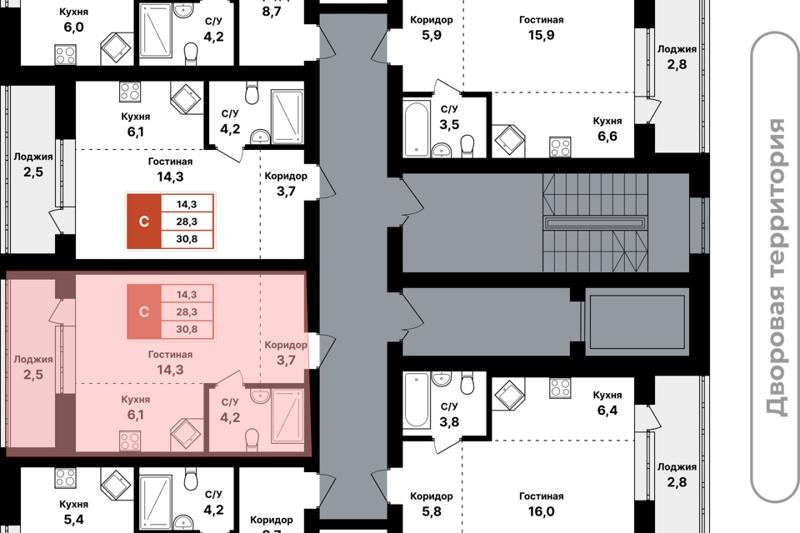 Кухня
6,0
С/У
4,2
8,7
Коридор
5,9
Гостиная
15,9
Лоджия
2,8
Кухня
6,1
С/У
4,2
С/У
3,5
Кухня
6,6
Лоджия
2,5
Гостиная
14,3
Коридор
3,7
С
14,3
28,3
30,8
С
14,3
28,3
30,8
Лоджия
2,5
Гостиная
14,3
Коридор
3,7
Кухня
6,1
С/У
4,2
С/У
3,8
Кухня
6,4
Кухня
5,4
С/У
4,2
Коридор
5,8
Гостиная
16,0
Лоджия
2,8
Дворовая территория